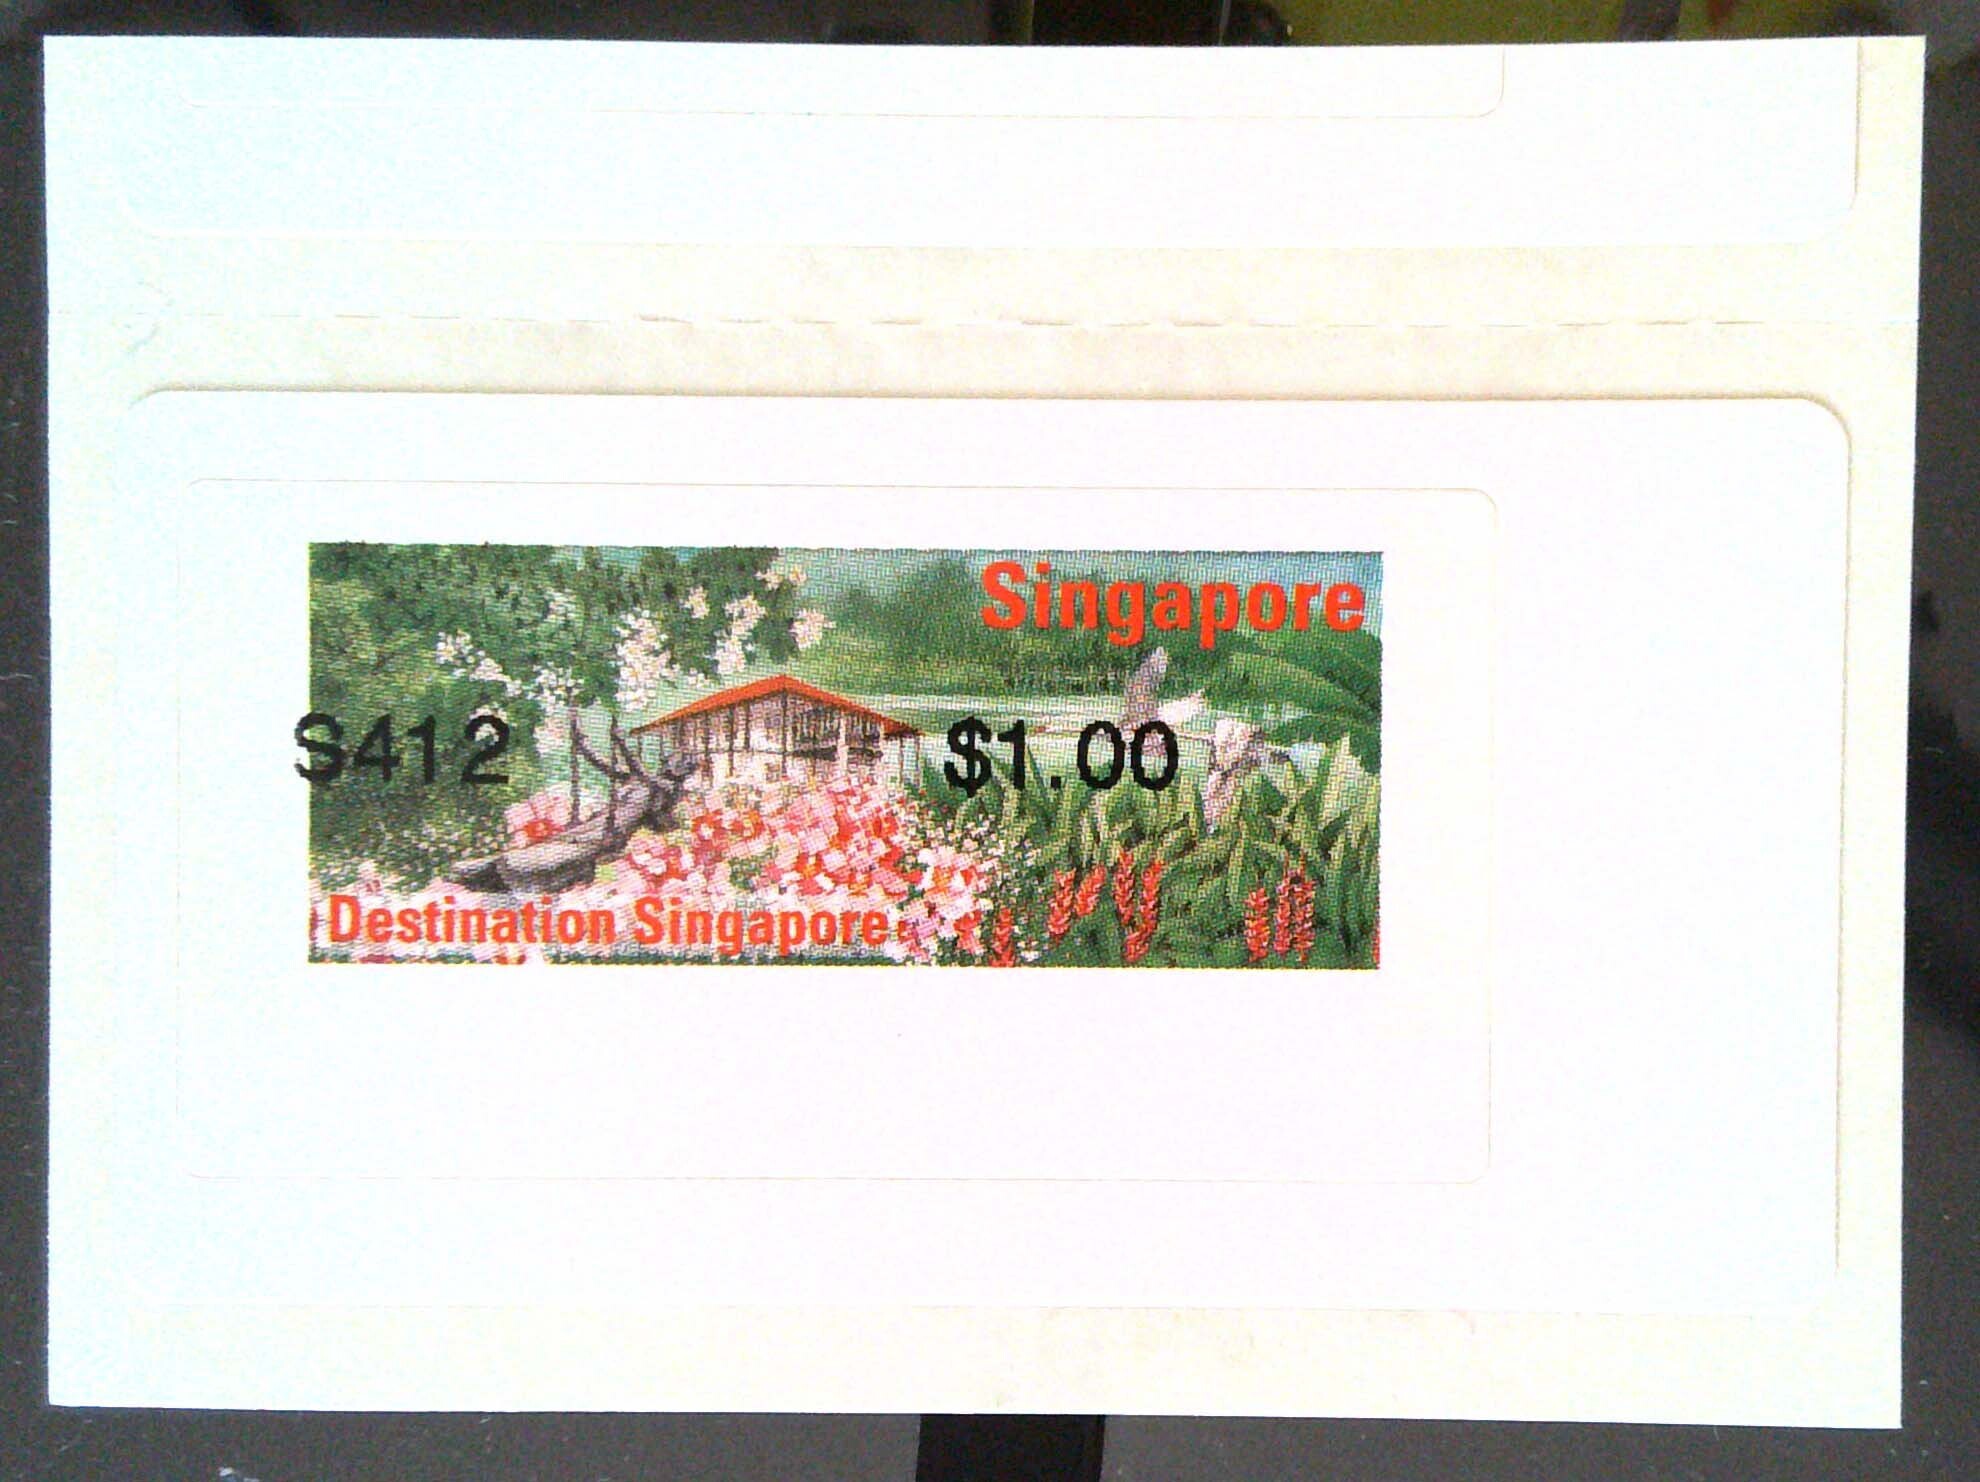 Singapore
S412 $1.00
Destination Singapore